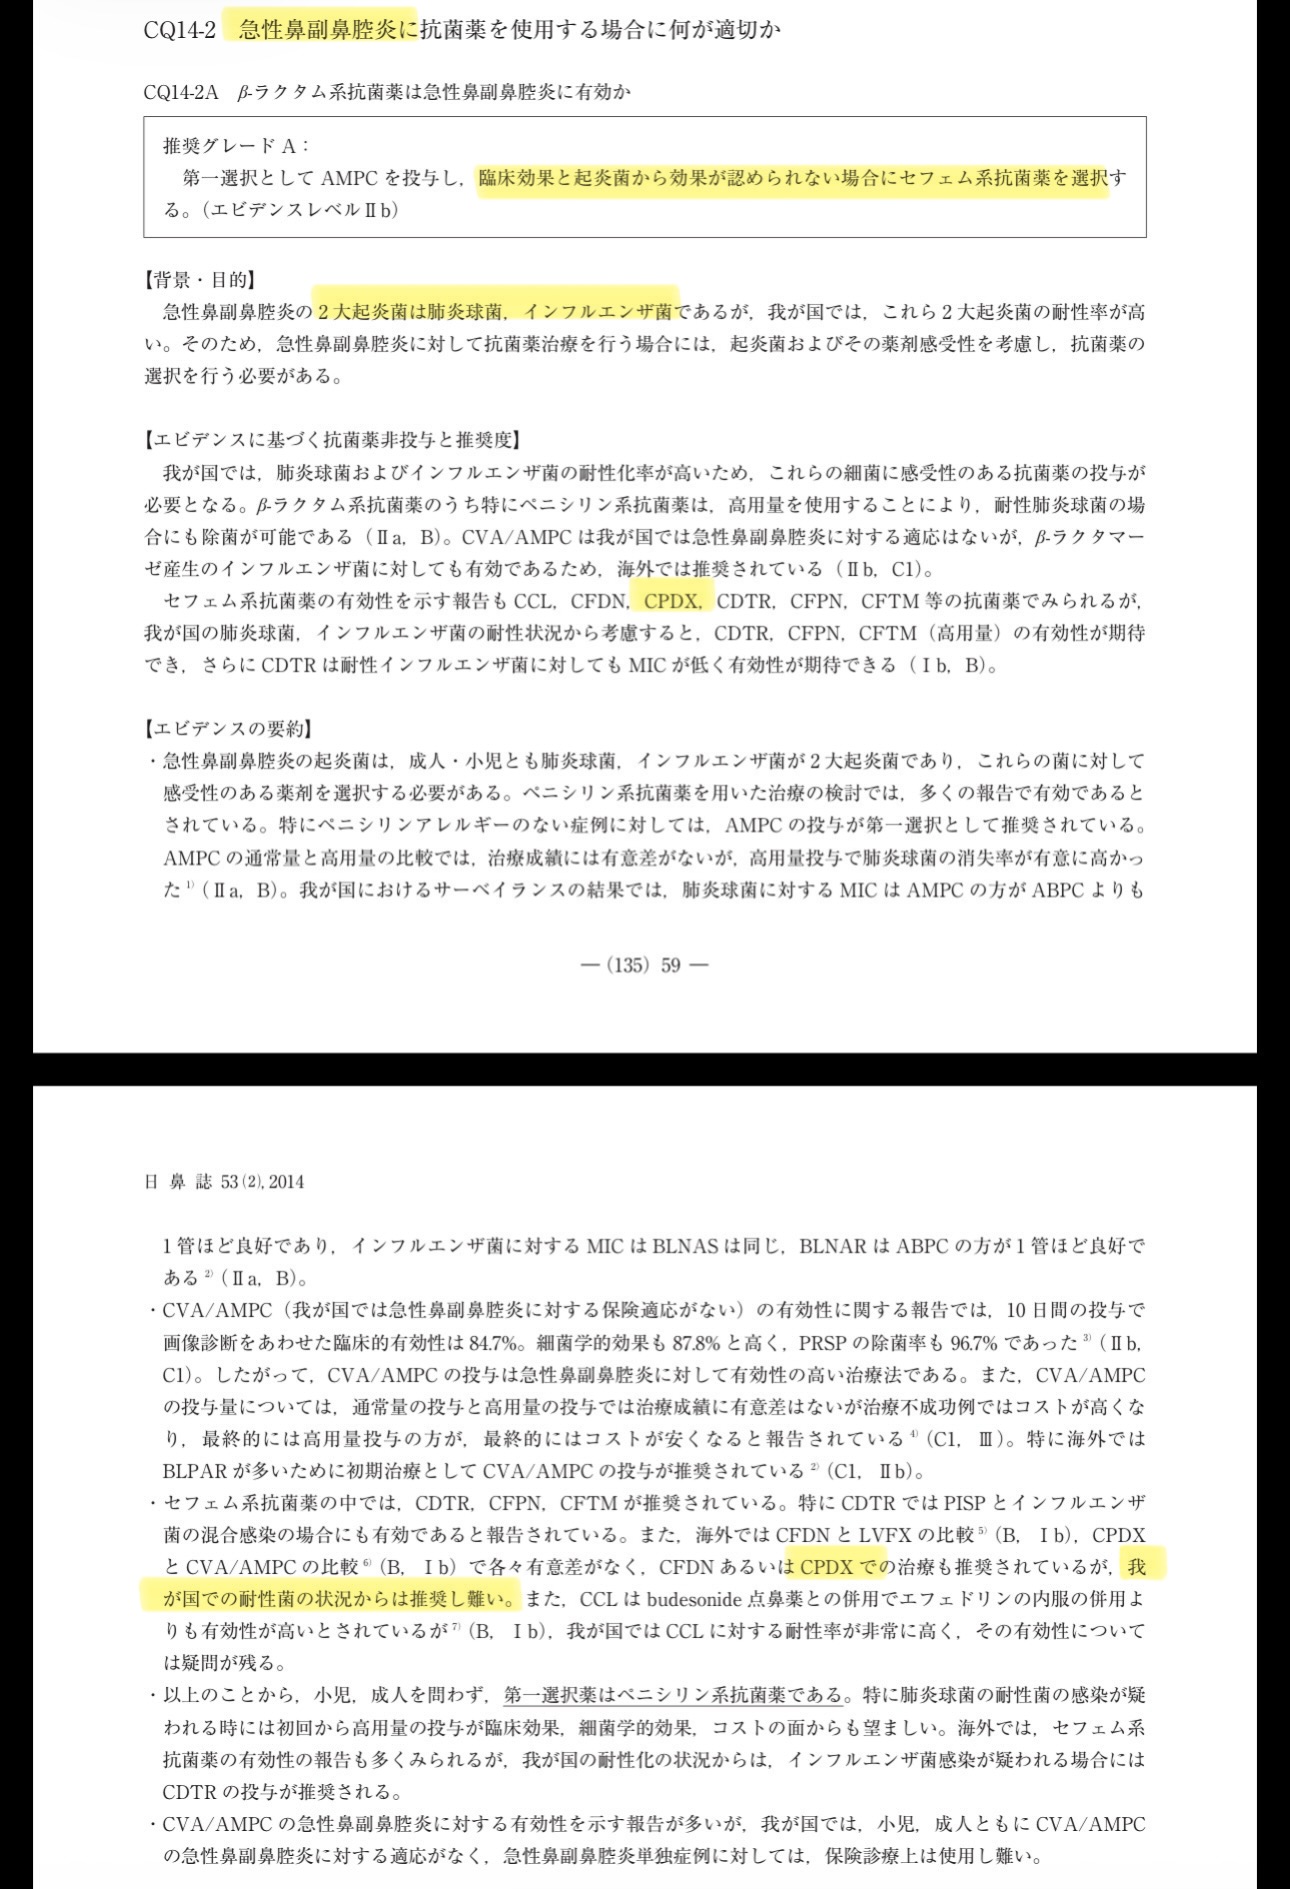 CQ14-2 急性鼻副鼻腔炎に抗菌薬を使用する場合に何が適切か
CQ14-2A β-ラクタム系抗菌薬は急性鼻副鼻腔炎に有効か
推奨グレード A：
第一選択として AMPC を投与し，臨床効果と起炎菌から効果が認められない場合にセフェム系抗菌薬を選択す
る。（エビデンスレベルⅡb）
【背景・目的】
急性鼻副鼻腔炎の 2 大起炎菌は肺炎球菌，インフルエンザ菌であるが，我が国では，これら 2 大起炎菌の耐性率が高
い。そのため，急性鼻副鼻腔炎に対して抗菌薬治療を行う場合には，起炎菌およびその薬剤感受性を考慮し，抗菌薬の
選択を行う必要がある。
【エビデンスに基づく抗菌薬非投与と推奨度】
我が国では，肺炎球菌およびインフルエンザ菌の耐性化率が高いため，これらの細菌に感受性のある抗菌薬の投与が
必要となる。β-ラクタム系抗菌薬のうち特にペニシリン系抗菌薬は，高用量を使用することにより，耐性肺炎球菌の場
合にも除菌が可能である（Ⅱa，B）。CVA/AMPC は我が国では急性鼻副鼻腔炎に対する適応はないが，β-ラクタマー
ゼ産生のインフルエンザ菌に対しても有効であるため，海外では推奨されている（Ⅱb，C1）。
セフェム系抗菌薬の有効性を示す報告も CCL，CFDN，CPDX，CDTR，CFPN，CFTM 等の抗菌薬でみられるが，
我が国の肺炎球菌，インフルエンザ菌の耐性状況から考慮すると，CDTR，CFPN，CFTM（高用量）の有効性が期待
でき，さらに CDTR は耐性インフルエンザ菌に対しても MIC が低く有効性が期待できる（Ⅰb，B）。
【エビデンスの要約】
・急性鼻副鼻腔炎の起炎菌は，成人・小児とも肺炎球菌，インフルエンザ菌が 2 大起炎菌であり，これらの菌に対して
感受性のある薬剤を選択する必要がある。ペニシリン系抗菌薬を用いた治療の検討では，多くの報告で有効であると
されている。特にペニシリンアレルギーのない症例に対しては，AMPC の投与が第一選択として推奨されている。
AMPC の通常量と高用量の比較では，治療成績には有意差がないが，高用量投与で肺炎球菌の消失率が有意に高かっ
た 1)（Ⅱa，B）。我が国におけるサーベイランスの結果では，肺炎球菌に対する MIC は AMPC の方が ABPC よりも
—（135）59 —
日 鼻 誌 53(2), 2014
1 管ほど良好であり，インフルエンザ菌に対する MIC は BLNAS は同じ，BLNAR は ABPC の方が 1 管ほど良好で
ある 2)（Ⅱa，B）。
・CVA/AMPC（我が国では急性鼻副鼻腔炎に対する保険適応がない）の有効性に関する報告では，10 日間の投与で
画像診断をあわせた臨床的有効性は 84.7%。細菌学的効果も 87.8% と高く，PRSP の除菌率も 96.7% であった 3)（Ⅱb，
C1）。したがって，CVA/AMPC の投与は急性鼻副鼻腔炎に対して有効性の高い治療法である。また，CVA/AMPC
の投与量については，通常量の投与と高用量の投与では治療成績に有意差はないが治療不成功例ではコストが高くな
り，最終的には高用量投与の方が，最終的にはコストが安くなると報告されている 4)（C1，Ⅲ）。特に海外では
BLPAR が多いために初期治療として CVA/AMPC の投与が推奨されている 2)（C1，Ⅱb）。
・セフェム系抗菌薬の中では，CDTR，CFPN，CFTM が推奨されている。特に CDTR では PISP とインフルエンザ
菌の混合感染の場合にも有効であると報告されている。また，海外では CFDN と LVFX の比較 5)（B，Ⅰb），CPDX
と CVA/AMPC の比較 6)（B，Ⅰb）で各々有意差がなく，CFDN あるいは CPDX での治療も推奨されているが，我
が国での耐性菌の状況からは推奨し難い。また，CCL は budesonide 点鼻薬との併用でエフェドリンの内服の併用よ
りも有効性が高いとされているが 7)（B，Ⅰb），我が国では CCL に対する耐性率が非常に高く，その有効性について
は疑問が残る。
・以上のことから，小児，成人を問わず，第一選択薬はペニシリン系抗菌薬である。特に肺炎球菌の耐性菌の感染が疑
われる時には初回から高用量の投与が臨床効果，細菌学的効果，コストの面からも望ましい。海外では，セフェム系
抗菌薬の有効性の報告も多くみられるが，我が国の耐性化の状況からは，インフルエンザ菌感染が疑われる場合には
CDTR の投与が推奨される。
・CVA/AMPC の急性鼻副鼻腔炎に対する有効性を示す報告が多いが，我が国では，小児，成人ともに CVA/AMPC
の急性鼻副鼻腔炎に対する適応がなく，急性鼻副鼻腔炎単独症例に対しては，保険診療上は使用し難い。